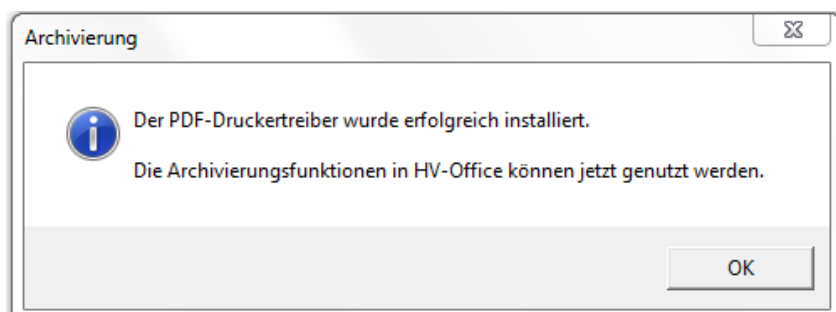 Archivierung
Der PDF-Druckertreiber wurde erfolgreich installiert.
Die Archivierungsfunktionen in HV-Office können jetzt genutzt werden.
OK